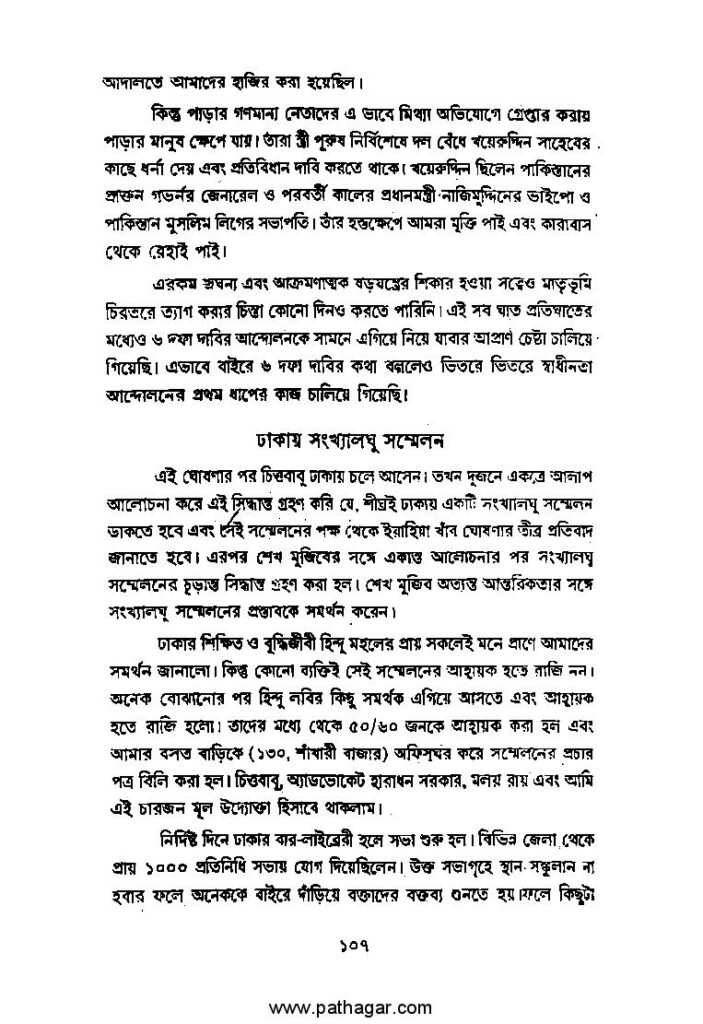 আদালতে আমাদের হাজির করা হয়েছিল।
কিন্তু পাড়ার গণমান্য নেতাদের এ ভাবে মিথ্যা অভিযোগে গ্রেপ্তার করায়
পাড়ার মানুষ ক্ষেপে যায়। তারা স্ত্রী পুরুষ নির্বিশেষে দল বেঁধে খয়েরুদ্দিন সাহেবের
কাছে ধর্না দেয় এবং প্রতিবিধান দাবি করতে থাকে। খয়েরুদ্দিন ছিলেন পাকিস্তানের
প্রাক্তন গভর্নর জেনারেল ও পরবর্তী কালের প্রধানমন্ত্রী নাজিমুদ্দিনের ভাইপো ও
পাকিস্তান মুসলিম লিগের সভাপতি। তাঁর হস্তক্ষেপে আমরা মুক্তি পাই এবং কারাবাস
থেকে রেহাই পাই।
এরকম জঘন্য এবং আক্রমণাত্মক ষড়যন্ত্রের শিকার হওয়া সত্বেও মাতৃভূমি
চিরতরে ত্যাগ করার চিন্তা কোনো দিনও করতে পারিনি। এই সব ঘাত প্রতিঘাতের
মধ্যেও ৬ দফা দাবির আন্দোলনকে সামনে এগিয়ে নিয়ে যাবার আপ্রাণ চেষ্টা চালিয়ে
গিয়েছি। এভাবে বাইরে ৬ দফা দাবির কথা বললেও ভিতরে ভিতরে স্বাধীনতা
আন্দোলনের প্রথম ধাপের কাজ চালিয়ে গিয়েছি।
ঢাকায় সংখ্যালঘু সম্মেলন
এই ঘোষণার পর চিত্তবাবু ঢাকায় চলে আসেন। তখন দুজনে একত্রে আলাপ
আলোচনা করে এই সিদ্ধান্ত গ্রহণ করি যে, শীঘ্রই ঢাকায় একটি সংখ্যালঘু সম্মেলন
ডাকতে হবে এবং সেই সম্মেলনের পক্ষ থেকে ইয়াহিয়া খাঁব ঘোষণার তীব্র প্রতিবাদ
জানাতে হবে। এরপর শেখ মুজিবের সঙ্গে একান্ত আলোচনার পর সংখ্যালঘু
সম্মেলনের চূড়ান্ত সিদ্ধান্ত গ্রহণ করা হল। শেখ মুজিব অত্যন্ত আন্তরিকতার সঙ্গে
সংখ্যালঘু সম্মেলনের প্রস্তাবকে সমর্থন করেন।
ঢাকার শিক্ষিত ও বুদ্ধিজীবী হিন্দু মহলের প্রায় সকলেই মনে প্রাণে আমাদের
সমর্থন জানালো। কিন্তু কোনো ব্যক্তিই সেই সম্মেলনের আহ্বায়ক হতে রাজি নন।
অনেক বোঝানোর পর হিন্দু লবির কিছু সমর্থক এগিয়ে আসতে এবং আহ্বায়ক
হতে রাজি হলো। তাদের মধ্যে থেকে ৫০/৬০ জনকে আহ্বায়ক করা হল এবং
আমার বসত বাড়িকে (১৩০, শাঁখারী বাজার) অফিসঘর করে সম্মেলনের প্রচার
পত্র বিলি করা হল। চিত্তবাবু, অ্যাডভোকেট হারাধন সরকার, মলয় রায় এবং আমি
এই চারজন মূল উদ্যোক্তা হিসাবে থাকলাম।
নির্দিষ্ট দিনে ঢাকার বার-লাইব্রেরী হলে সভা শুরু হল। বিভিন্ন জেলা থেকে
প্রায় ১০০০ প্রতিনিধি সভায় যোগ দিয়েছিলেন। উক্ত সভাগৃহে স্থান সঙ্কুলান না
হবার ফলে অনেককে বাইরে দাঁড়িয়ে বক্তাদের বক্তব্য শুনতে হয়।ফলে কিছুটা
১০৭
www.pathagar.com